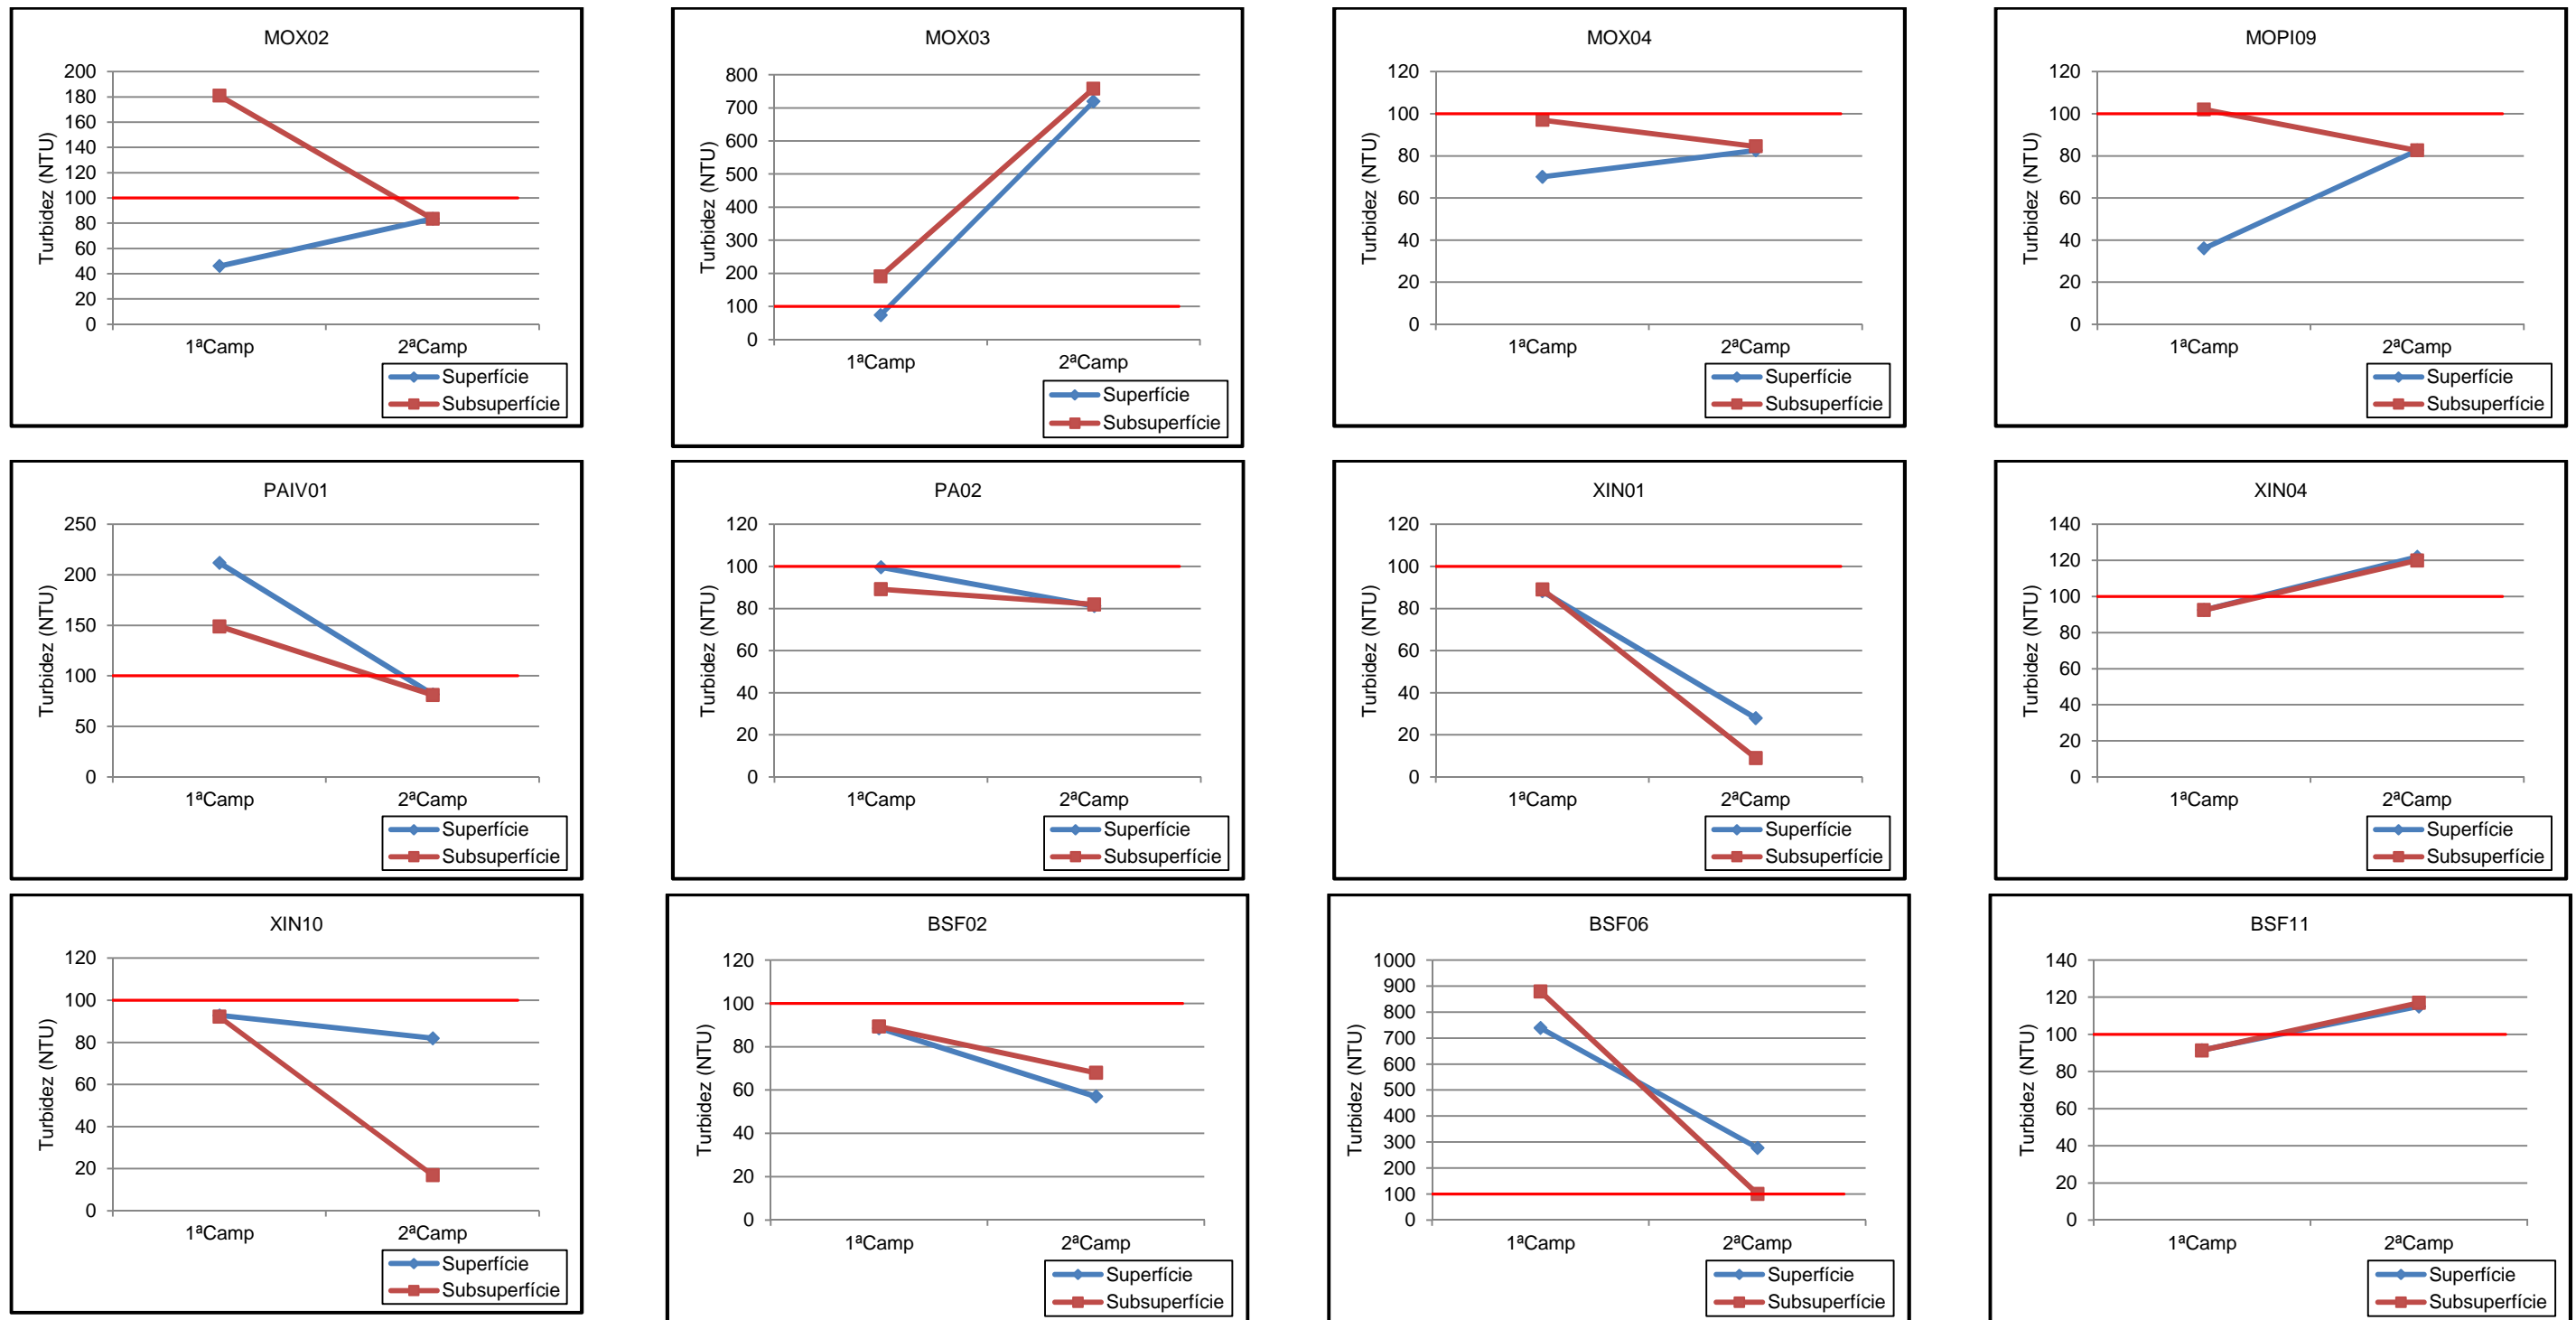 MOX02
Turbidez (NTU)
200
180
160
140
120
100
80
60
40
20
0
1ªCamp 2ªCamp
Superfície
Subsuperfície
MOX03
Turbidez (NTU)
800
700
600
500
400
300
200
100
0
1ªCamp 2ªCamp
Superfície
Subsuperfície
MOX04
Turbidez (NTU)
120
100
80
60
40
20
0
1ªCamp 2ªCamp
Superfície
Subsuperfície
MOPI09
Turbidez (NTU)
120
100
80
60
40
20
0
1ªCamp 2ªCamp
Superfície
Subsuperfície
PAIV01
Turbidez (NTU)
250
200
150
100
50
0
1ªCamp 2ªCamp
Superfície
Subsuperfície
PA02
Turbidez (NTU)
120
100
80
60
40
20
0
1ªCamp 2ªCamp
Superfície
Subsuperfície
XIN01
Turbidez (NTU)
120
100
80
60
40
20
0
1ªCamp 2ªCamp
Superfície
Subsuperfície
XIN04
Turbidez (NTU)
140
120
100
80
60
40
20
0
1ªCamp 2ªCamp
Superfície
Subsuperfície
XIN10
Turbidez (NTU)
120
100
80
60
40
20
0
1ªCamp 2ªCamp
Superfície
Subsuperfície
BSF02
Turbidez (NTU)
120
100
80
60
40
20
0
1ªCamp 2ªCamp
Superfície
Subsuperfície
BSF06
Turbidez (NTU)
1000
900
800
700
600
500
400
300
200
100
0
1ªCamp 2ªCamp
Superfície
Subsuperfície
BSF11
Turbidez (NTU)
140
120
100
80
60
40
20
0
1ªCamp 2ªCamp
Superfície
Subsuperfície